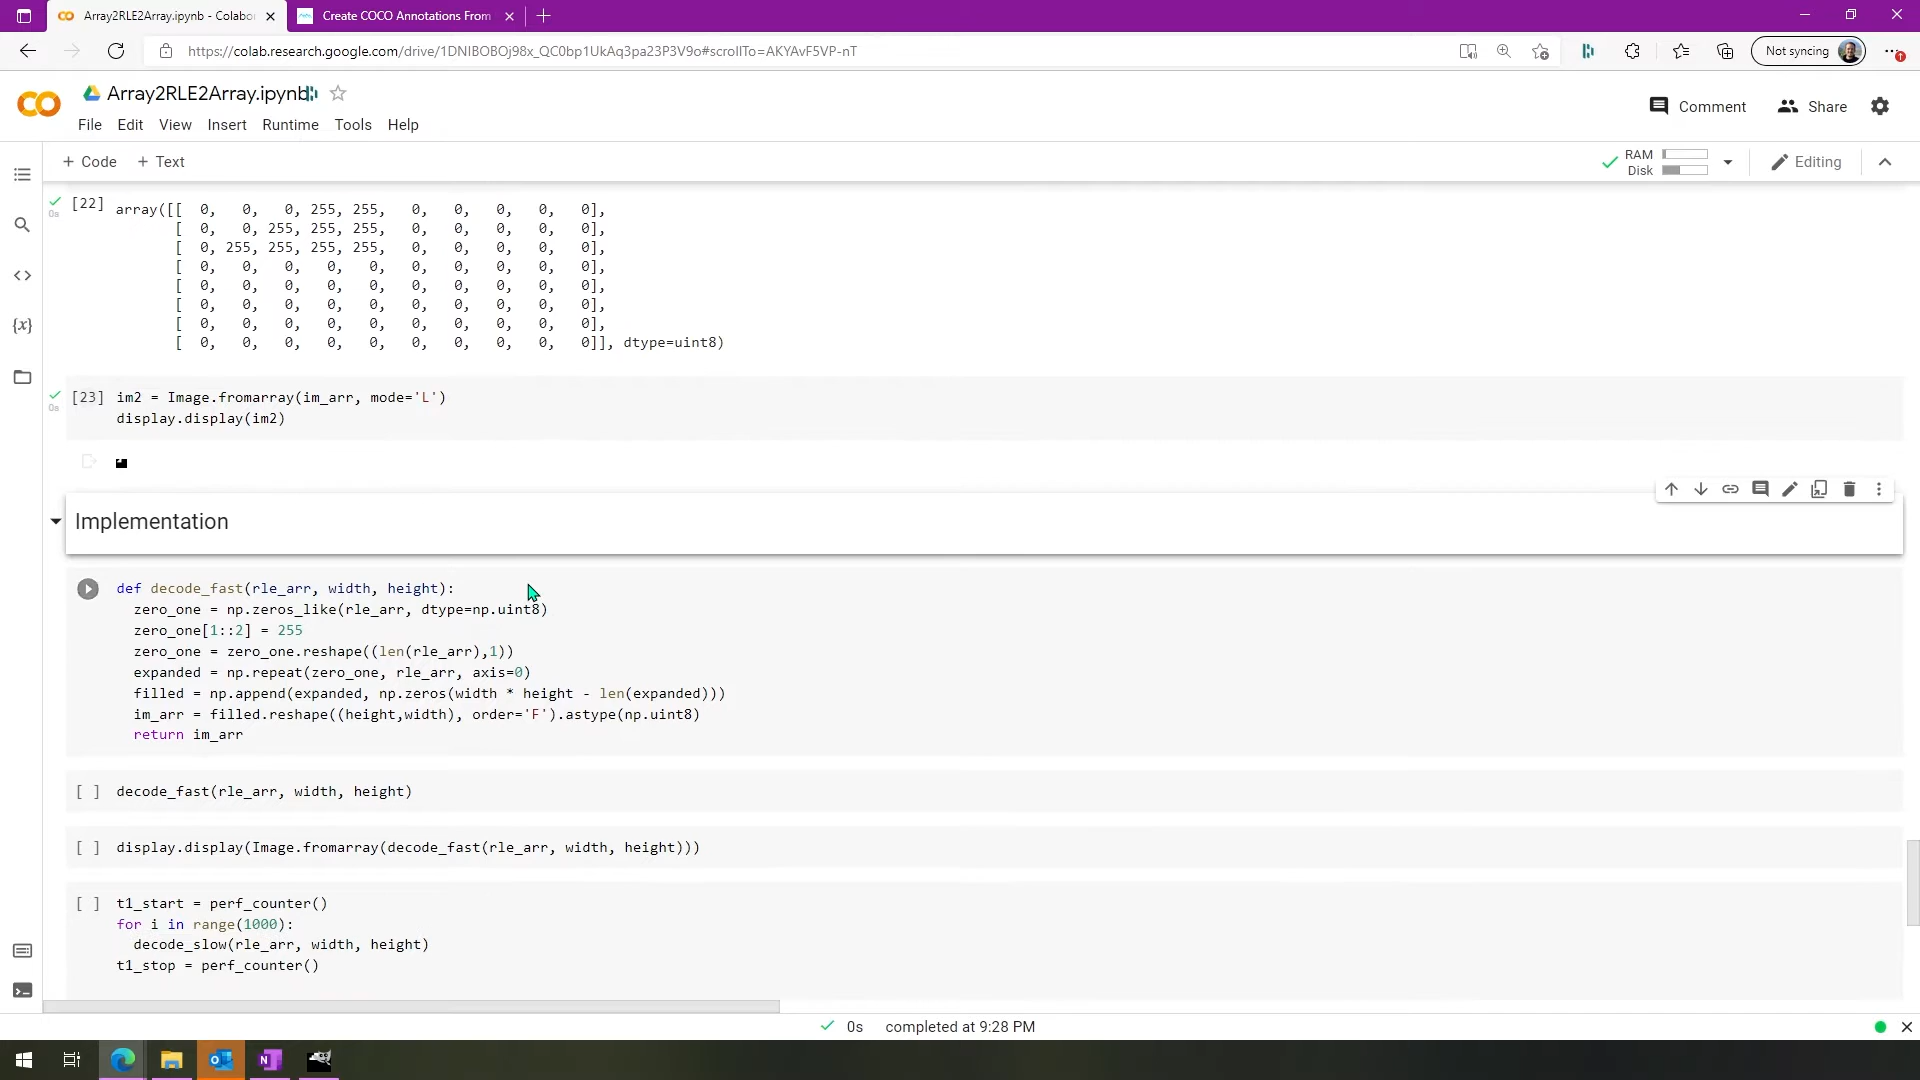 Array2RLE2Array.ipynb - Colabo
Create COCO Annotations From
https://colab.research.google.com/drive/1DNIBOBOj98x_QC0bp1UkAq3pa23P3V9o#scrollTo=AKYAvF5VP-nT
Not syncing
Array2RLE2Array.ipynb
File Edit View Insert Runtime Tools Help
Comment
Share
+ Code + Text
RAM
Disk
Editing
0s
[22] array([[  0,   0,   0, 255, 255,   0,   0,   0,   0,   0],
[  0,   0, 255, 255, 255,   0,   0,   0,   0,   0],
[  0, 255, 255, 255, 255,   0,   0,   0,   0,   0],
[  0,   0,   0,   0,   0,   0,   0,   0,   0,   0],
[  0,   0,   0,   0,   0,   0,   0,   0,   0,   0],
[  0,   0,   0,   0,   0,   0,   0,   0,   0,   0],
[  0,   0,   0,   0,   0,   0,   0,   0,   0,   0],
[  0,   0,   0,   0,   0,   0,   0,   0,   0,   0]], dtype=uint8)
0s
[23] im2 = Image.fromarray(im_arr, mode='L')
display.display(im2)
Implementation
def decode_fast(rle_arr, width, height):
zero_one = np.zeros_like(rle_arr, dtype=np.uint8)
zero_one[1::2] = 255
zero_one = zero_one.reshape((len(rle_arr),1))
expanded = np.repeat(zero_one, rle_arr, axis=0)
filled = np.append(expanded, np.zeros(width * height - len(expanded)))
im_arr = filled.reshape((height,width), order='F').astype(np.uint8)
return im_arr
[ ] decode_fast(rle_arr, width, height)
[ ] display.display(Image.fromarray(decode_fast(rle_arr, width, height)))
[ ] t1_start = perf_counter()
for i in range(1000):
decode_slow(rle_arr, width, height)
t1_stop = perf_counter()
0s completed at 9:28 PM